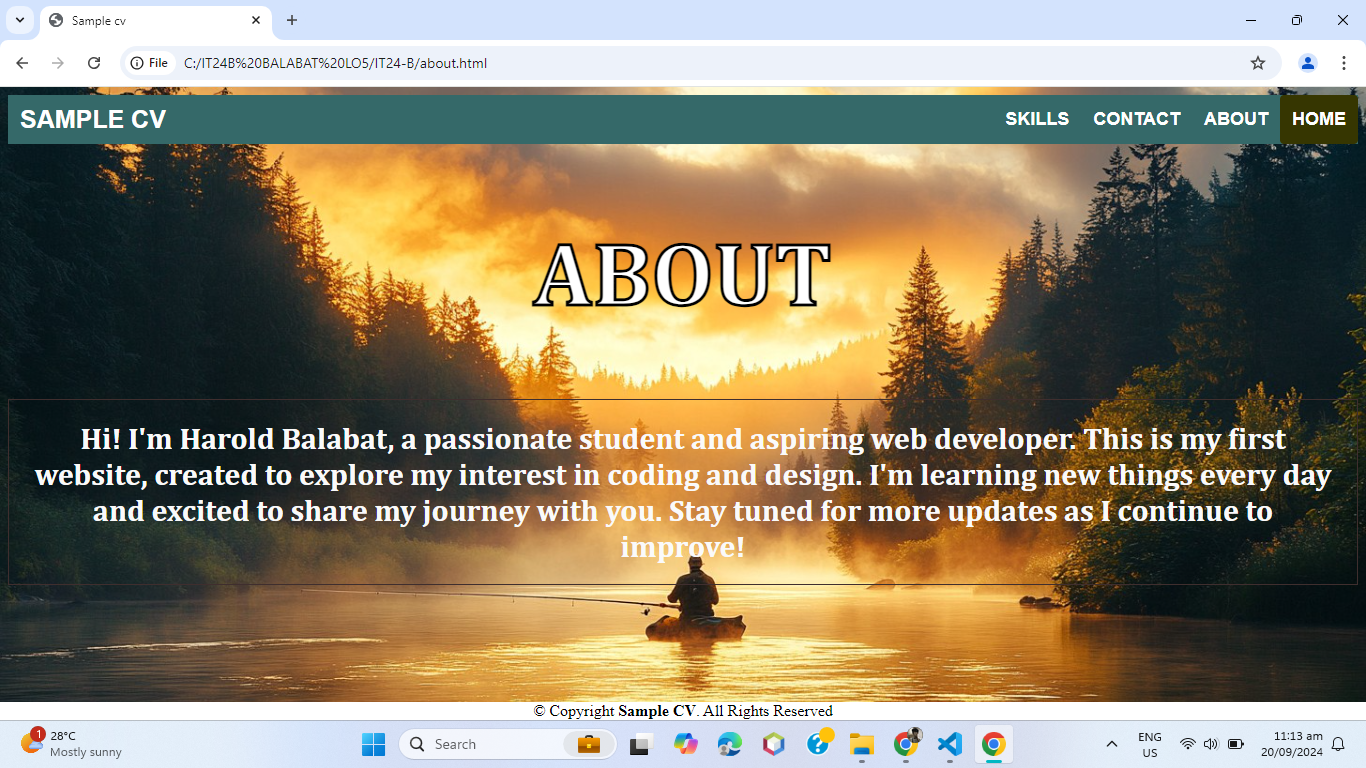 Sample cv
File
C:/IT24B%20BALABAT%20LO5/IT24-B/about.html
SAMPLE CV
SKILLS CONTACT ABOUT HOME
ABOUT
Hi! I'm Harold Balabat, a passionate student and aspiring web developer. This is my first
website, created to explore my interest in coding and design. I'm learning new things every day
and excited to share my journey with you. Stay tuned for more updates as I continue to
improve!
© Copyright Sample CV. All Rights Reserved
1
28°C
Mostly sunny
Search
ENG
US
11:13 am
20/09/2024